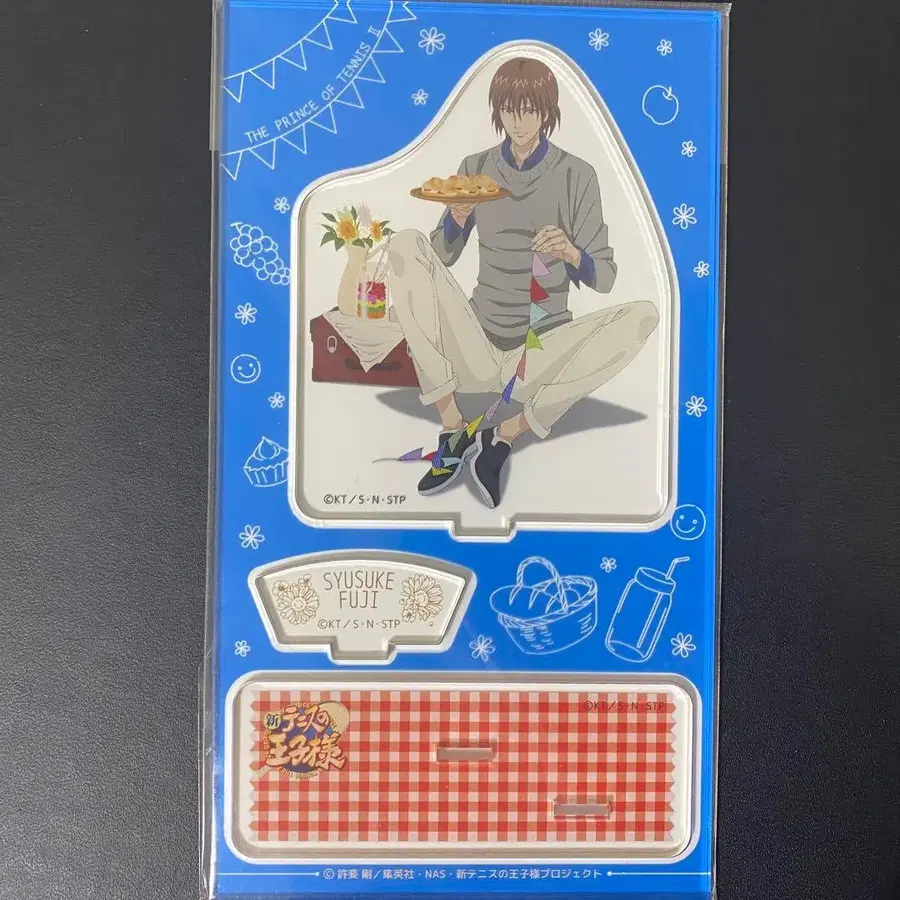 THE PRINCE OF TENNIS II
©KT/S・N・STP
SYUSUKE
FUJI
©KT/S・N・STP
©KT/S・N・STP
新テニスの
王子様
© 許斐 剛/集英社・NAS・新テニスの王子様プロジェクト